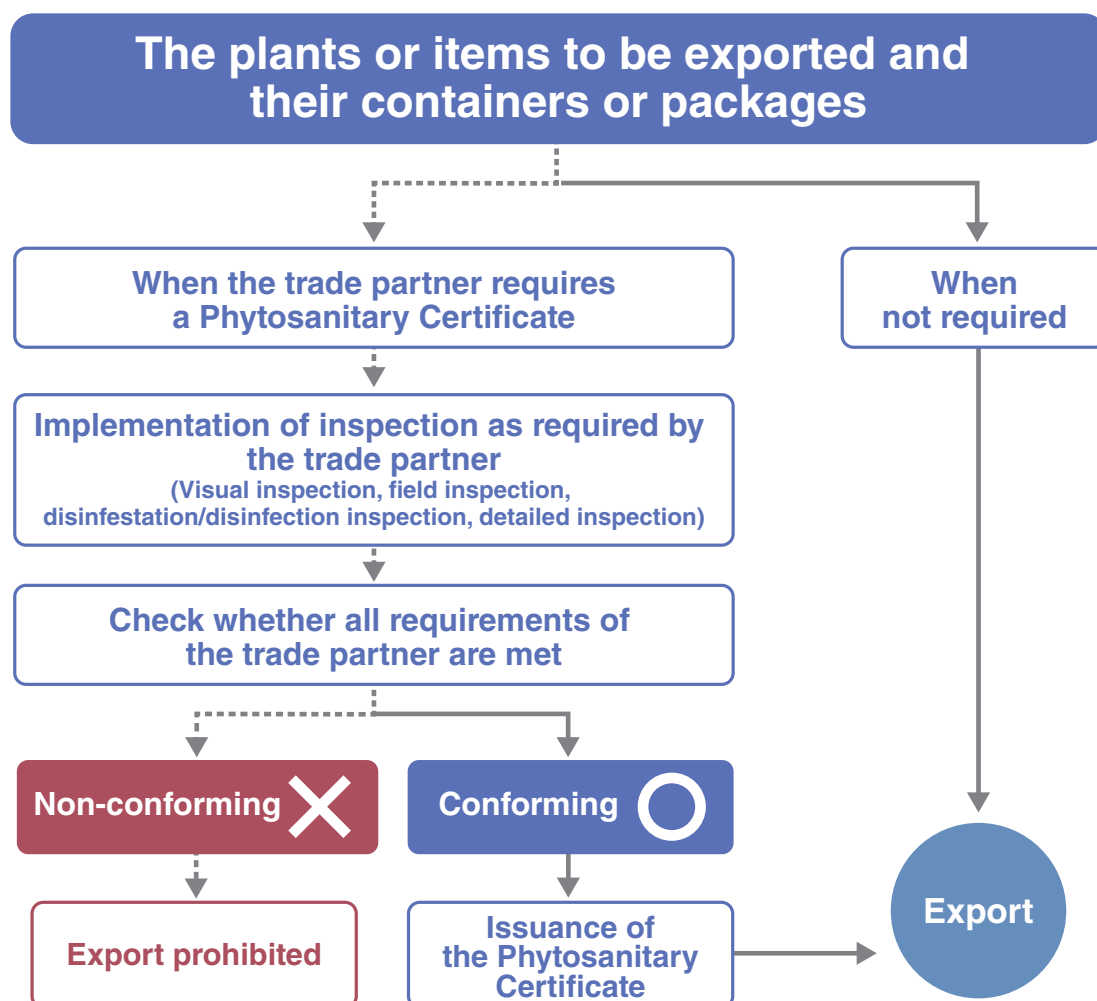 The plants or items to be exported and
their containers or packages
When the trade partner requires
a Phytosanitary Certificate
When
not required
Implementation of inspection as required by
the trade partner
(Visual inspection, field inspection,
disinfestation/disinfection inspection, detailed inspection)
Check whether all requirements of
the trade partner are met
Non-conforming
Conforming
Export prohibited
Issuance of
the Phytosanitary
Certificate
Export